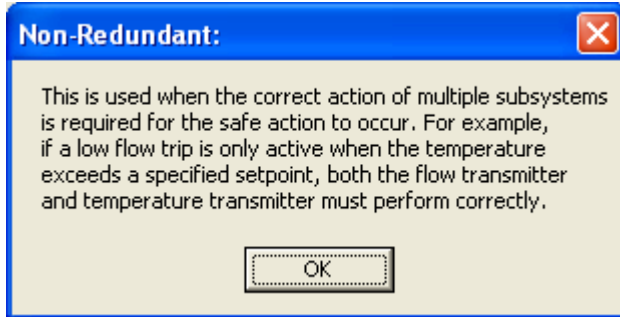 Non-Redundant:
This is used when the correct action of multiple subsystems
is required for the safe action to occur. For example,
if a low flow trip is only active when the temperature
exceeds a specified setpoint, both the flow transmitter
and temperature transmitter must perform correctly.
OK